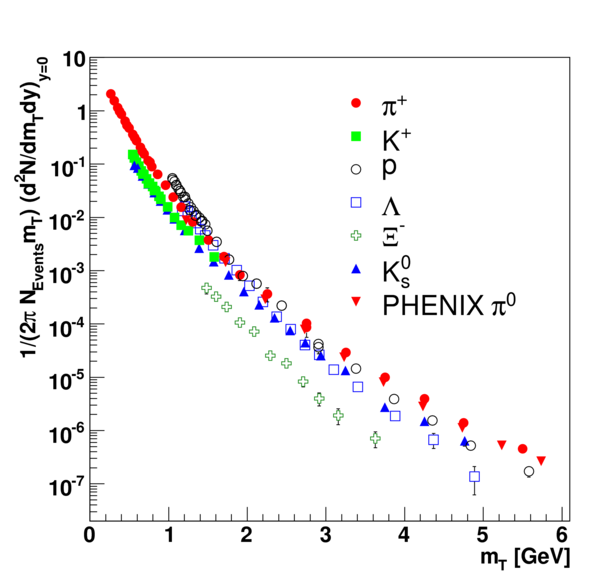 1/(2π N_Events m_T) (d²N/dm_T dy)_y=0
10
1
10⁻¹
10⁻²
10⁻³
10⁻⁴
10⁻⁵
10⁻⁶
10⁻⁷
π⁺
K⁺
p
Λ
Ξ⁻
K⁰_s
PHENIX π⁰
0 1 2 3 4 5 6
m_T [GeV]